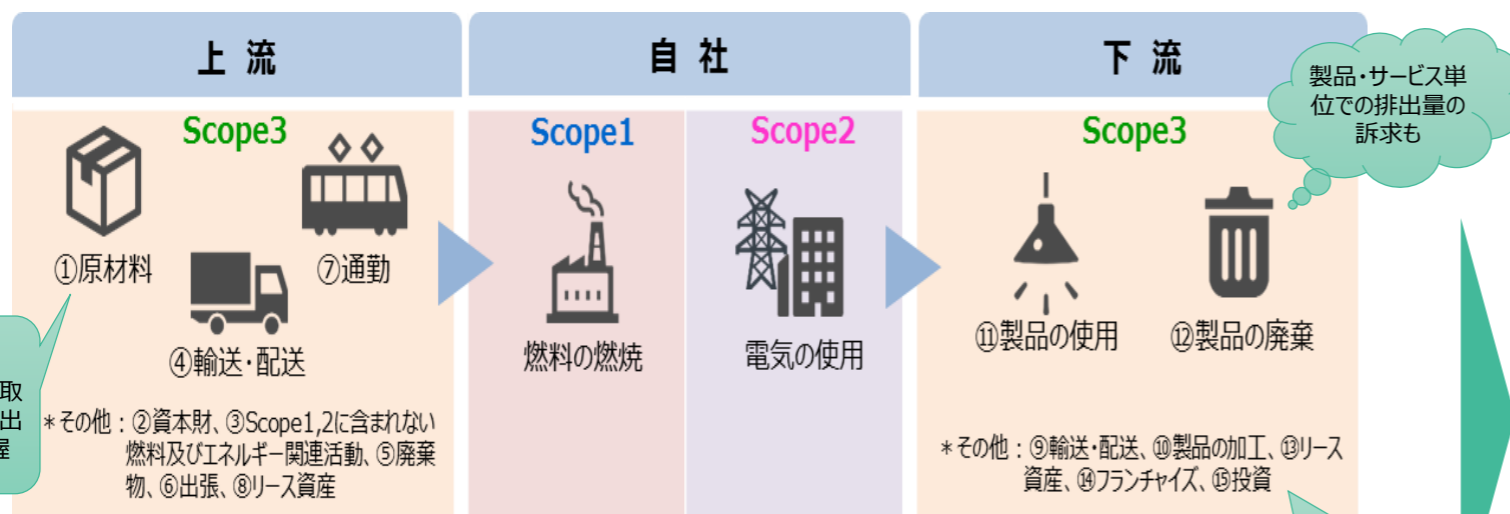 上 流
自 社
下 流
製品・サービス単
位での排出量の
訴求も
Scope3
Scope1
Scope2
Scope3
①原材料
⑦通勤
④輸送・配送
燃料の燃焼
電気の使用
⑪製品の使用
⑫製品の廃棄
取
出
握
*その他：②資本財、③Scope1,2に含まれない
燃料及びエネルギー関連活動、⑤廃棄
物、⑥出張、⑧リース資産
*その他：⑨輸送・配送、⑩製品の加工、⑬リース
資産、⑭フランチャイズ、⑮投資